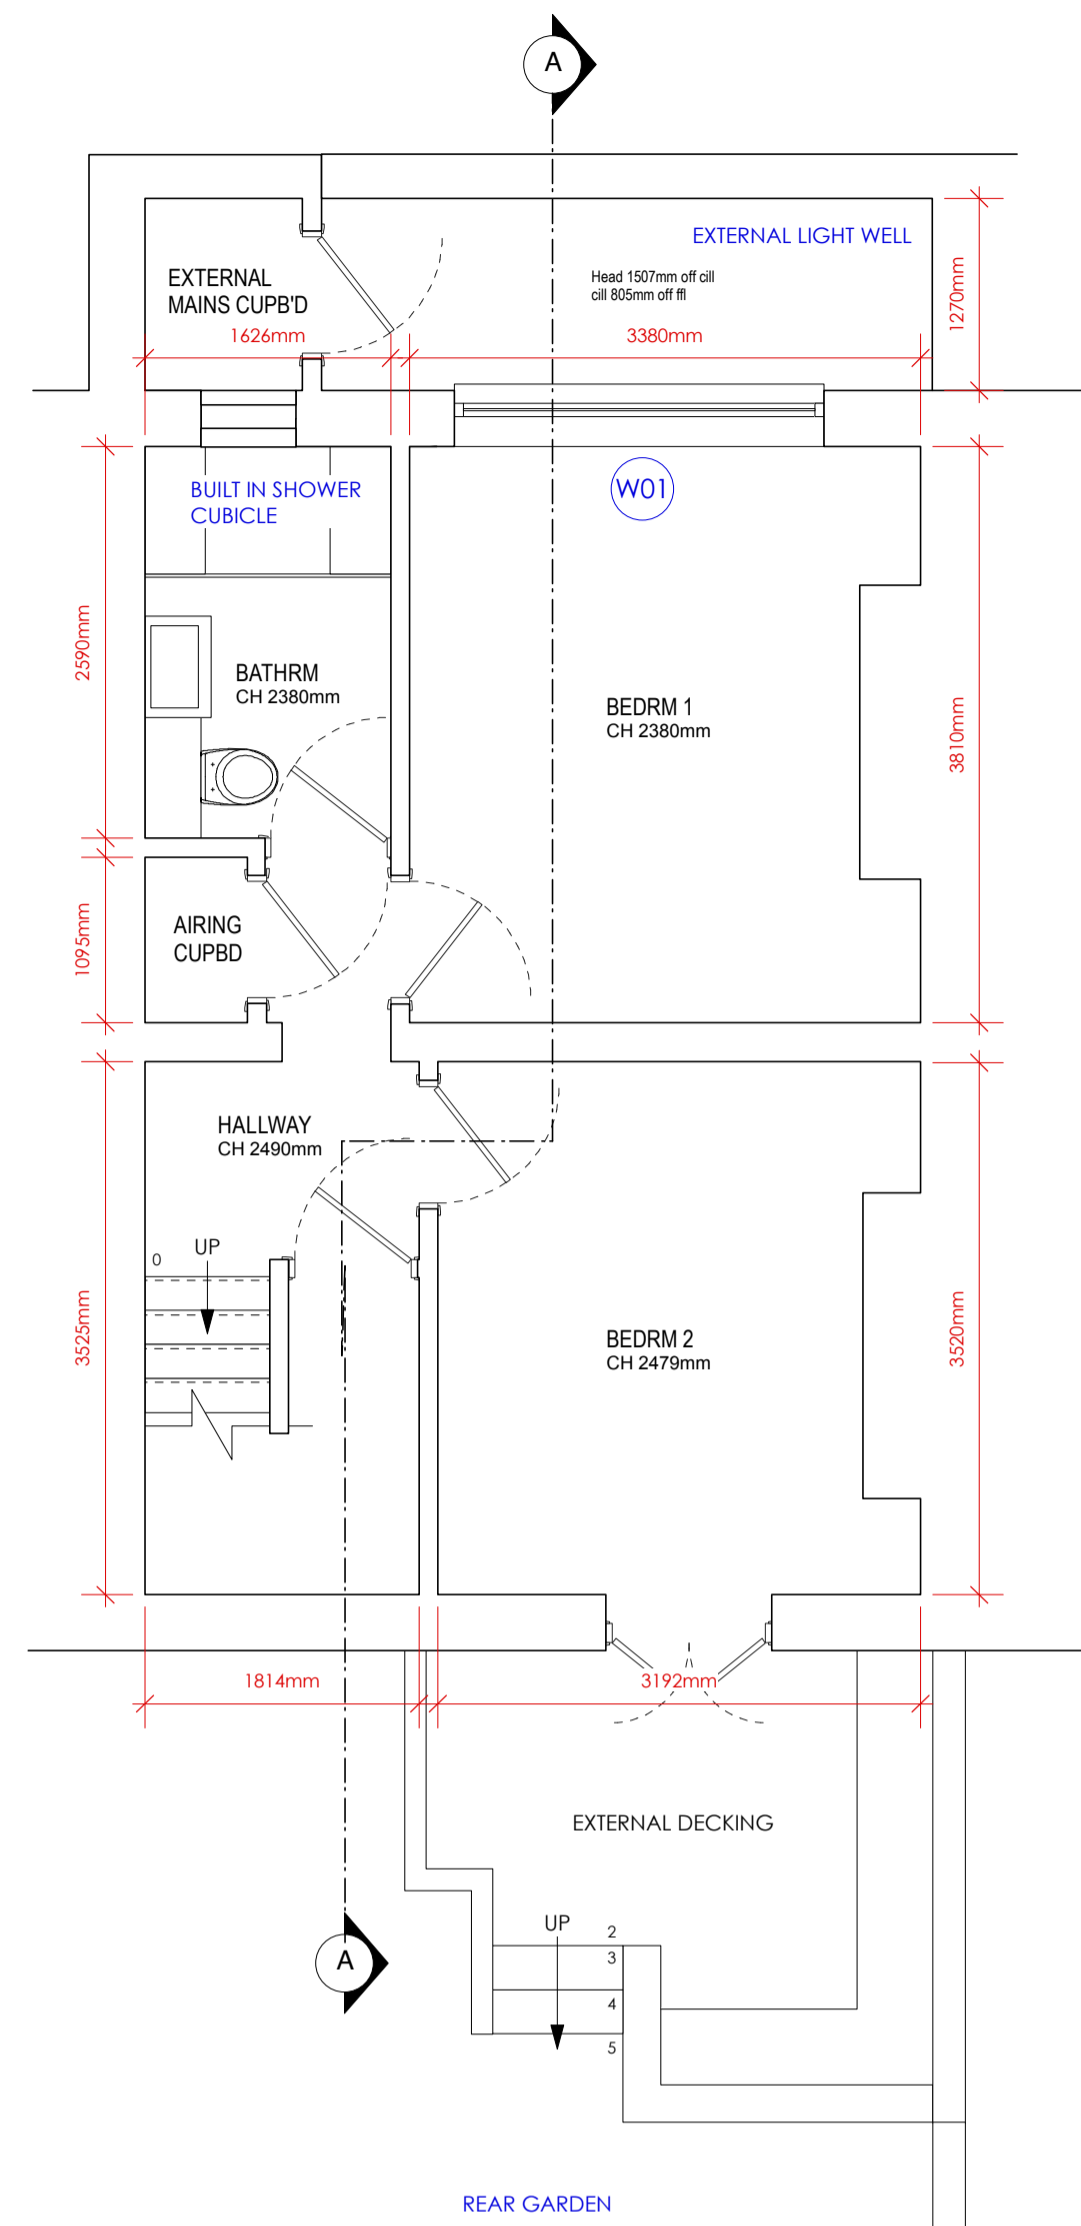 A
EXTERNAL LIGHT WELL
EXTERNAL
MAINS CUPB'D
Head 1507mm off cill
cill 805mm off ffl
1270mm
1626mm
3380mm
BUILT IN SHOWER
CUBICLE
W01
2590mm
BATHRM
CH 2380mm
BEDRM 1
CH 2380mm
3810mm
AIRING
CUPBD
1095mm
HALLWAY
CH 2490mm
0
UP
3525mm
BEDRM 2
CH 2479mm
3520mm
1814mm
3192mm
EXTERNAL DECKING
UP
2
3
4
5
A
REAR GARDEN